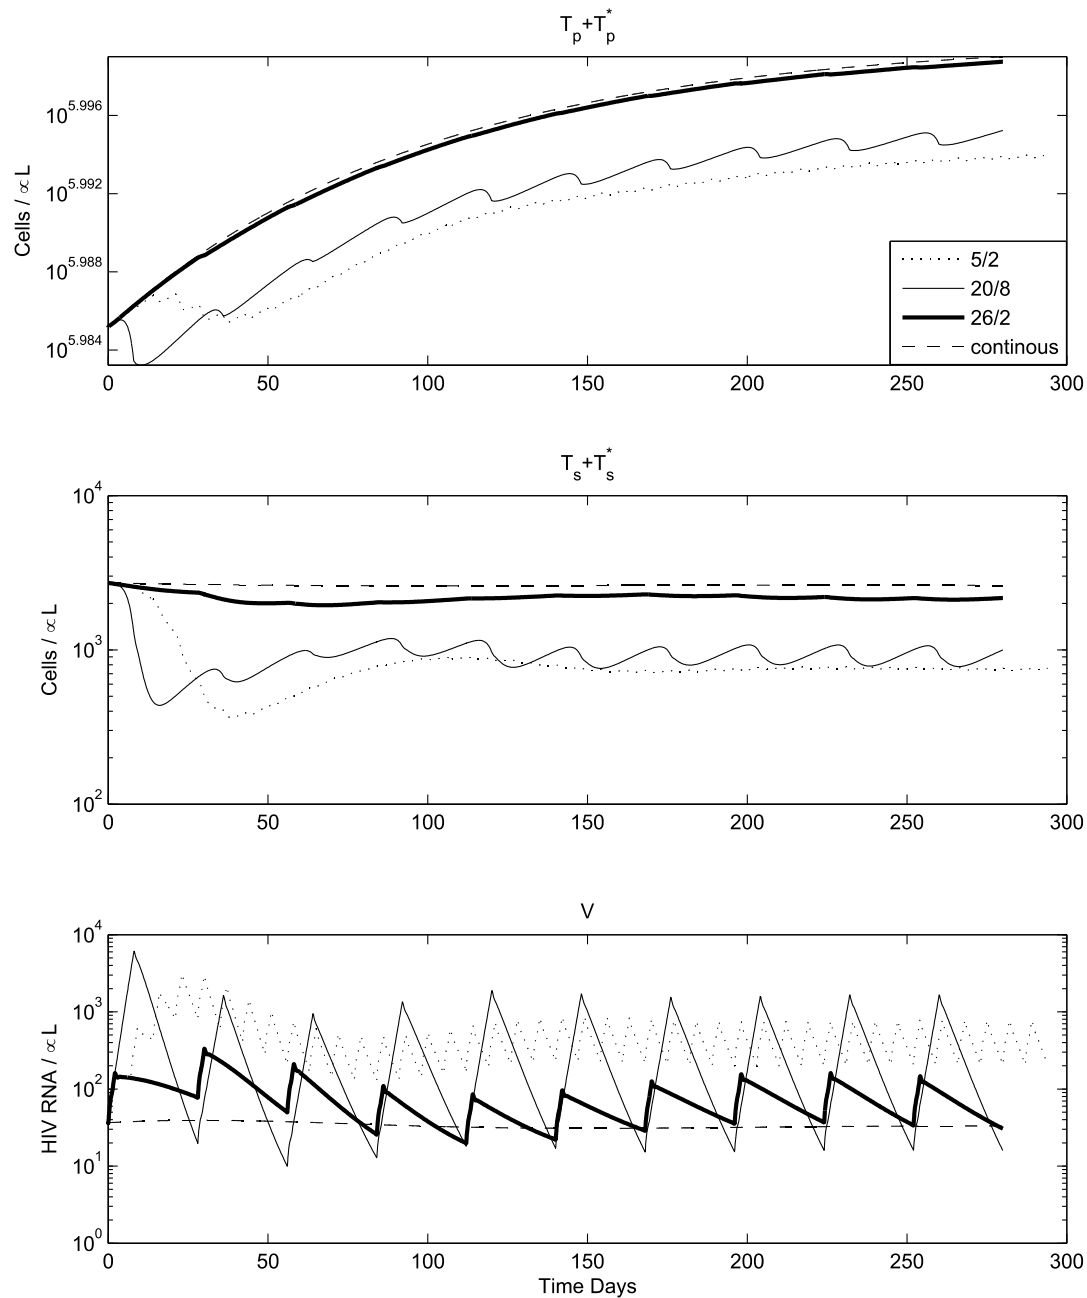 T_p+T_p^*
Cells / ∝ L
10^5.996
10^5.992
10^5.988
10^5.984
5/2
20/8
26/2
continous
0 50 100 150 200 250 300
T_s+T_s^*
Cells / ∝ L
10^4
10^3
10^2
0 50 100 150 200 250 300
V
HIV RNA / ∝ L
10^4
10^3
10^2
10^1
10^0
0 50 100 150 200 250 300
Time Days